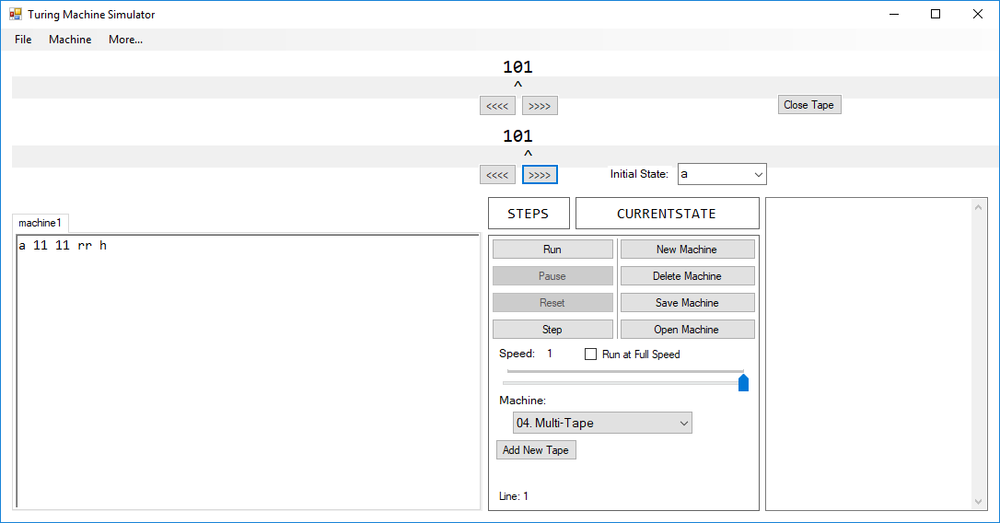 Turing Machine Simulator
File Machine More...
101
^
<<<< >>>> Close Tape
101
^
<<<< >>>> Initial State: a
machine1
a 11 11 rr h
STEPS CURRENTSTATE
Run New Machine
Pause Delete Machine
Reset Save Machine
Step Open Machine
Speed: 1 Run at Full Speed
Machine:
04. Multi-Tape
Add New Tape
Line: 1